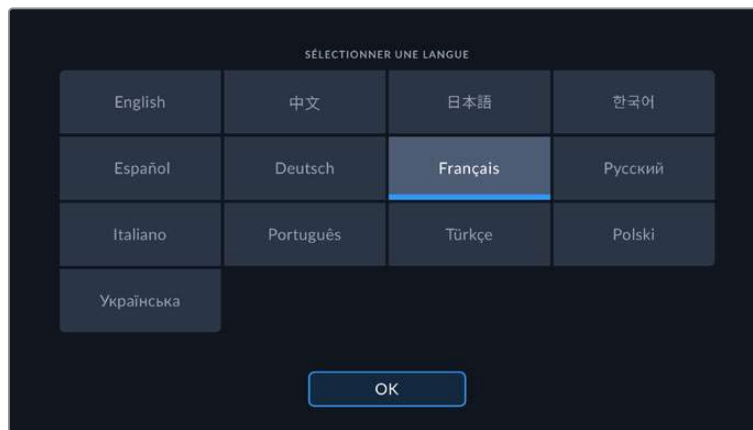 SÉLECTIONNER UNE LANGUE
English 中文 日本語 한국어
Español Deutsch Français Русский
Italiano Português Türkçe Polski
Українська
OK